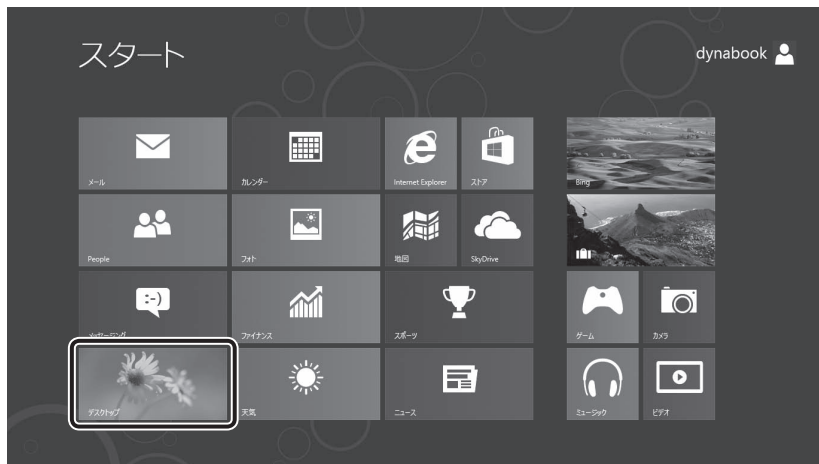 スタート
dynabook
メール
カレンダー
Internet Explorer
ストア
Bing
People
フォト
地図
SkyDrive
メッセージング
ファイナンス
スポーツ
ゲーム
カメラ
デスクトップ
天気
ニュース
ミュージック
ビデオ